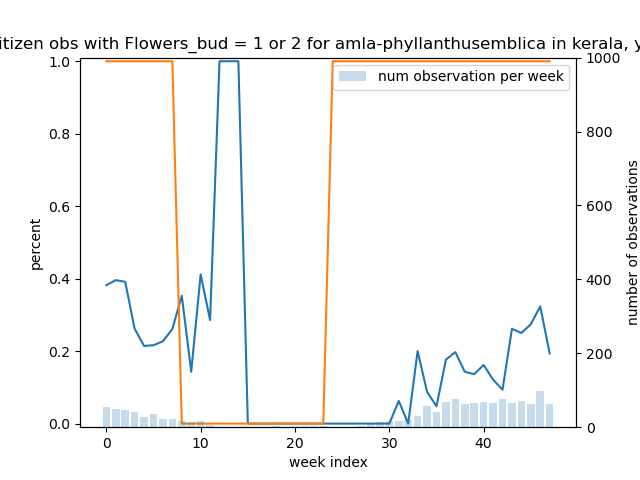 itizen obs with Flowers_bud = 1 or 2 for amla-phyllanthusemblica in kerala, y
num observation per week
1.0
0.8
0.6
0.4
0.2
0.0
percent
1000
800
600
400
200
0
number of observations
0 10 20 30 40
week index